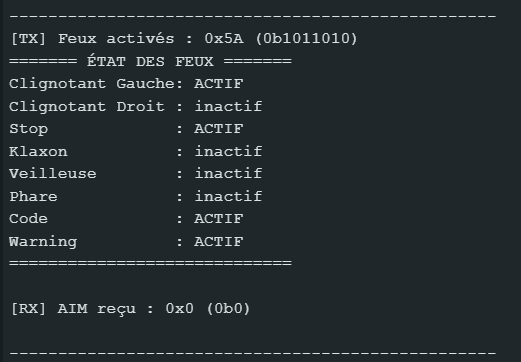 --------------------------------------------------
[TX] Feux activés : 0x5A (0b1011010)
======= ÉTAT DES FEUX =======
Clignotant Gauche: ACTIF
Clignotant Droit : inactif
Stop             : ACTIF
Klaxon           : inactif
Veilleuse        : inactif
Phare            : inactif
Code             : ACTIF
Warning          : ACTIF
=============================
[RX] AIM reçu : 0x0 (0b0)
--------------------------------------------------